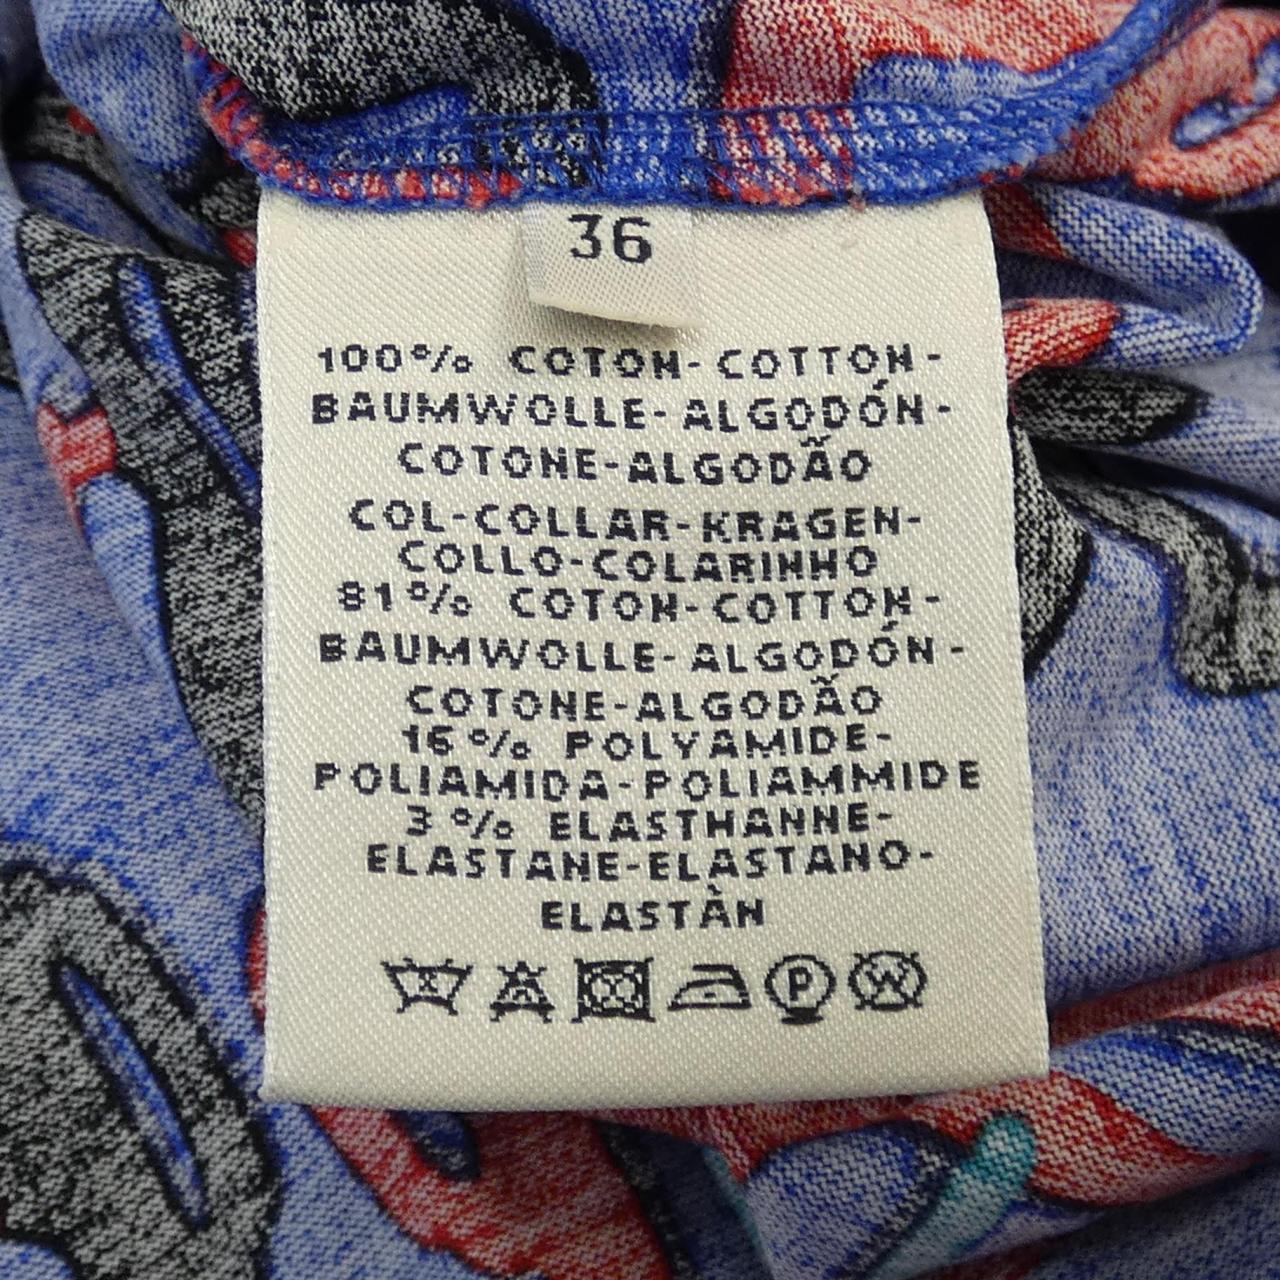 36
100% COTON-COTTON-
BAUMWOLLE-ALGODÓN-
COTONE-ALGODÃO
COL-COLLAR-KRAGEN-
COLLO-COLARINHO
81% COTON-COTTON-
BAUMWOLLE-ALGODÓN-
COTONE-ALGODÃO
16% POLYAMIDE-
POLIAMIDA-POLIAMMIDE
3% ELASTHANNE-
ELASTANE-ELASTANO-
ELASTÀN
P W